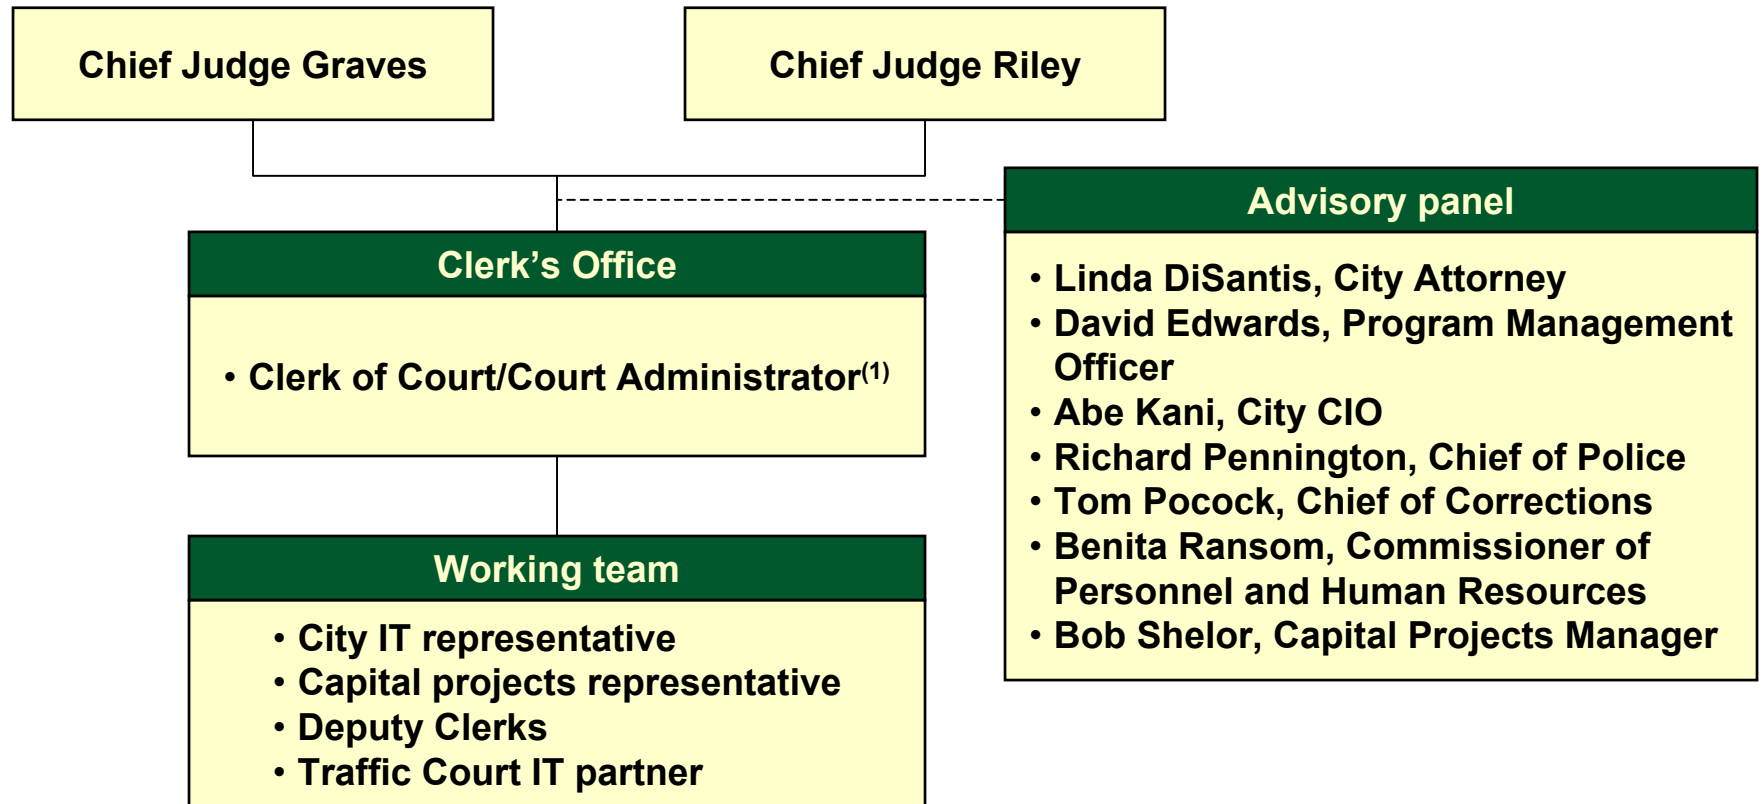 Chief Judge Graves
Chief Judge Riley
Clerk’s Office
• Clerk of Court/Court Administrator(1)
Working team
• City IT representative
• Capital projects representative
• Deputy Clerks
• Traffic Court IT partner
Advisory panel
• Linda DiSantis, City Attorney
• David Edwards, Program Management
Officer
• Abe Kani, City CIO
• Richard Pennington, Chief of Police
• Tom Pocock, Chief of Corrections
• Benita Ransom, Commissioner of
Personnel and Human Resources
• Bob Shelor, Capital Projects Manager